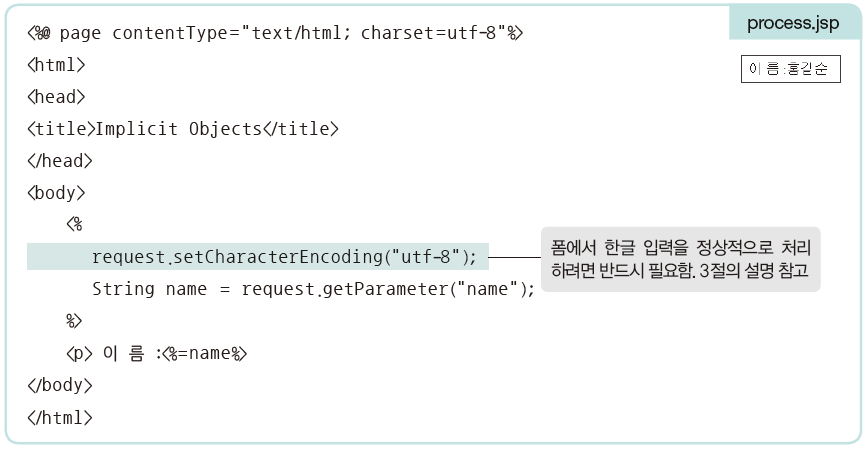 process.jsp
<%@ page contentType="text/html; charset=utf-8"%>
<html>
이 름 :홍길순
<head>
<title>Implicit Objects</title>
</head>
<body>
<%
request.setCharacterEncoding("utf-8");
폼에서 한글 입력을 정상적으로 처리
하려면 반드시 필요함. 3절의 설명 참고
String name = request.getParameter("name");
%>
<p> 이 름 :<%=name%>
</body>
</html>